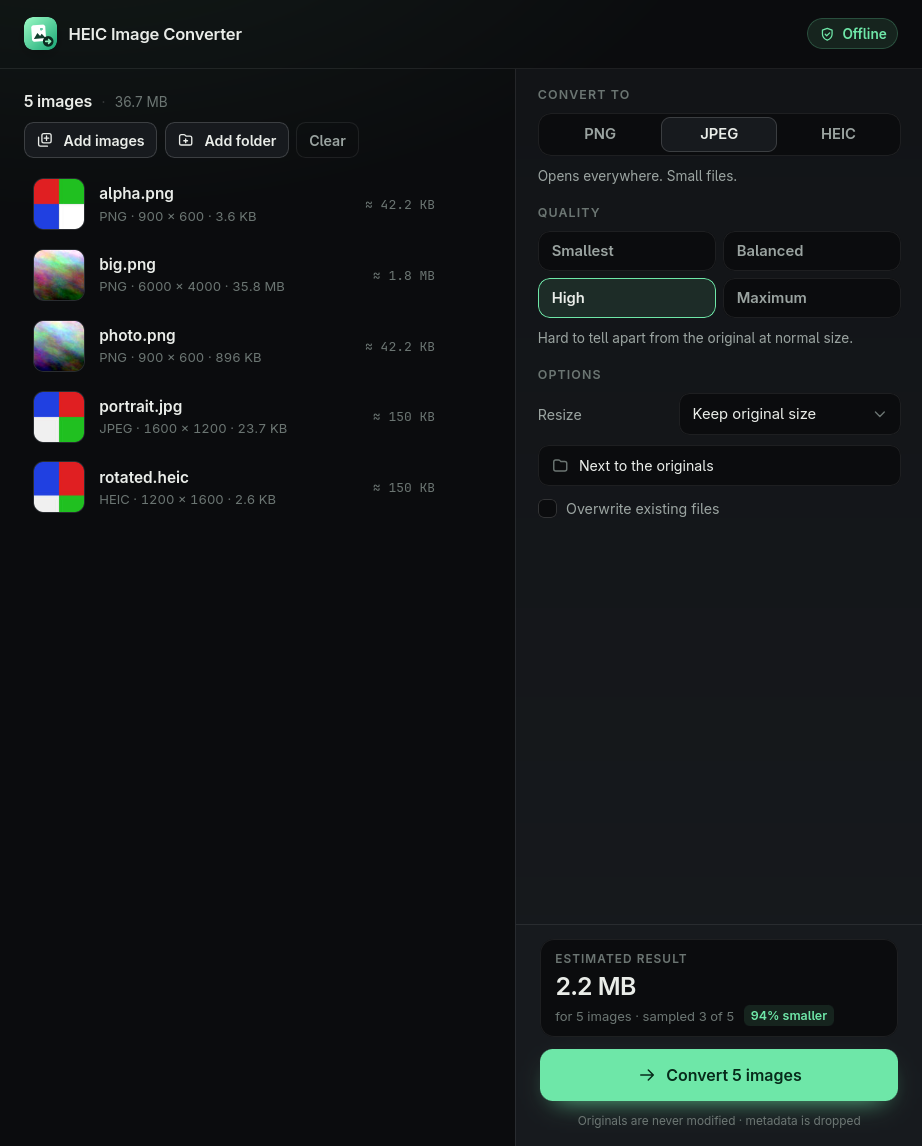 HEIC Image Converter
Offline
5 images · 36.7 MB
Add images
Add folder
Clear
alpha.png
PNG · 900 × 600 · 3.6 KB
≈ 42.2 KB
big.png
PNG · 6000 × 4000 · 35.8 MB
≈ 1.8 MB
photo.png
PNG · 900 × 600 · 896 KB
≈ 42.2 KB
portrait.jpg
JPEG · 1600 × 1200 · 23.7 KB
≈ 150 KB
rotated.heic
HEIC · 1200 × 1600 · 2.6 KB
≈ 150 KB
CONVERT TO
PNG
JPEG
HEIC
Opens everywhere. Small files.
QUALITY
Smallest
Balanced
High
Maximum
Hard to tell apart from the original at normal size.
OPTIONS
Resize
Keep original size
Next to the originals
Overwrite existing files
ESTIMATED RESULT
2.2 MB
for 5 images · sampled 3 of 5
94% smaller
Convert 5 images
Originals are never modified · metadata is dropped